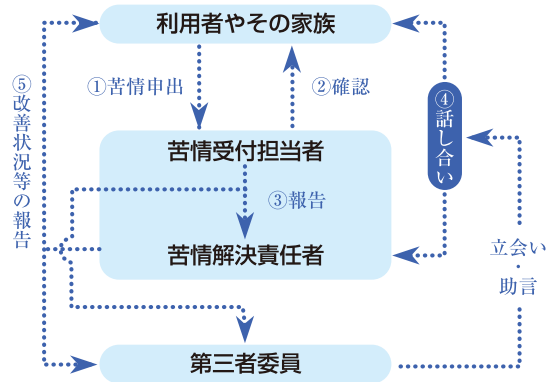 利用者やその家族
①苦情申出
②確認
⑤改善状況等の報告
④話し合い
苦情受付担当者
③報告
苦情解決責任者
立会い
・
助言
第三者委員